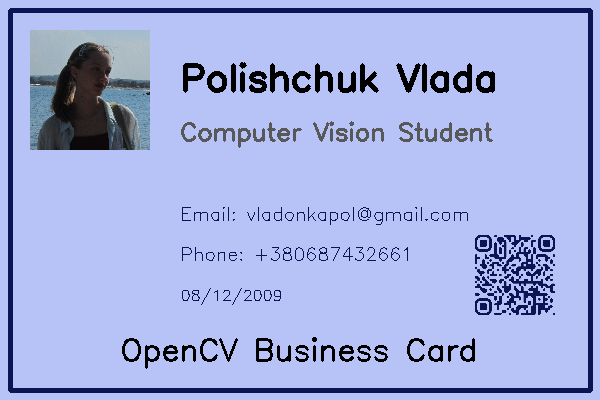 Polishchuk Vlada
Computer Vision Student
Email: vladonkapol@gmail.com
Phone: +380687432661
08/12/2009
OpenCV Business Card